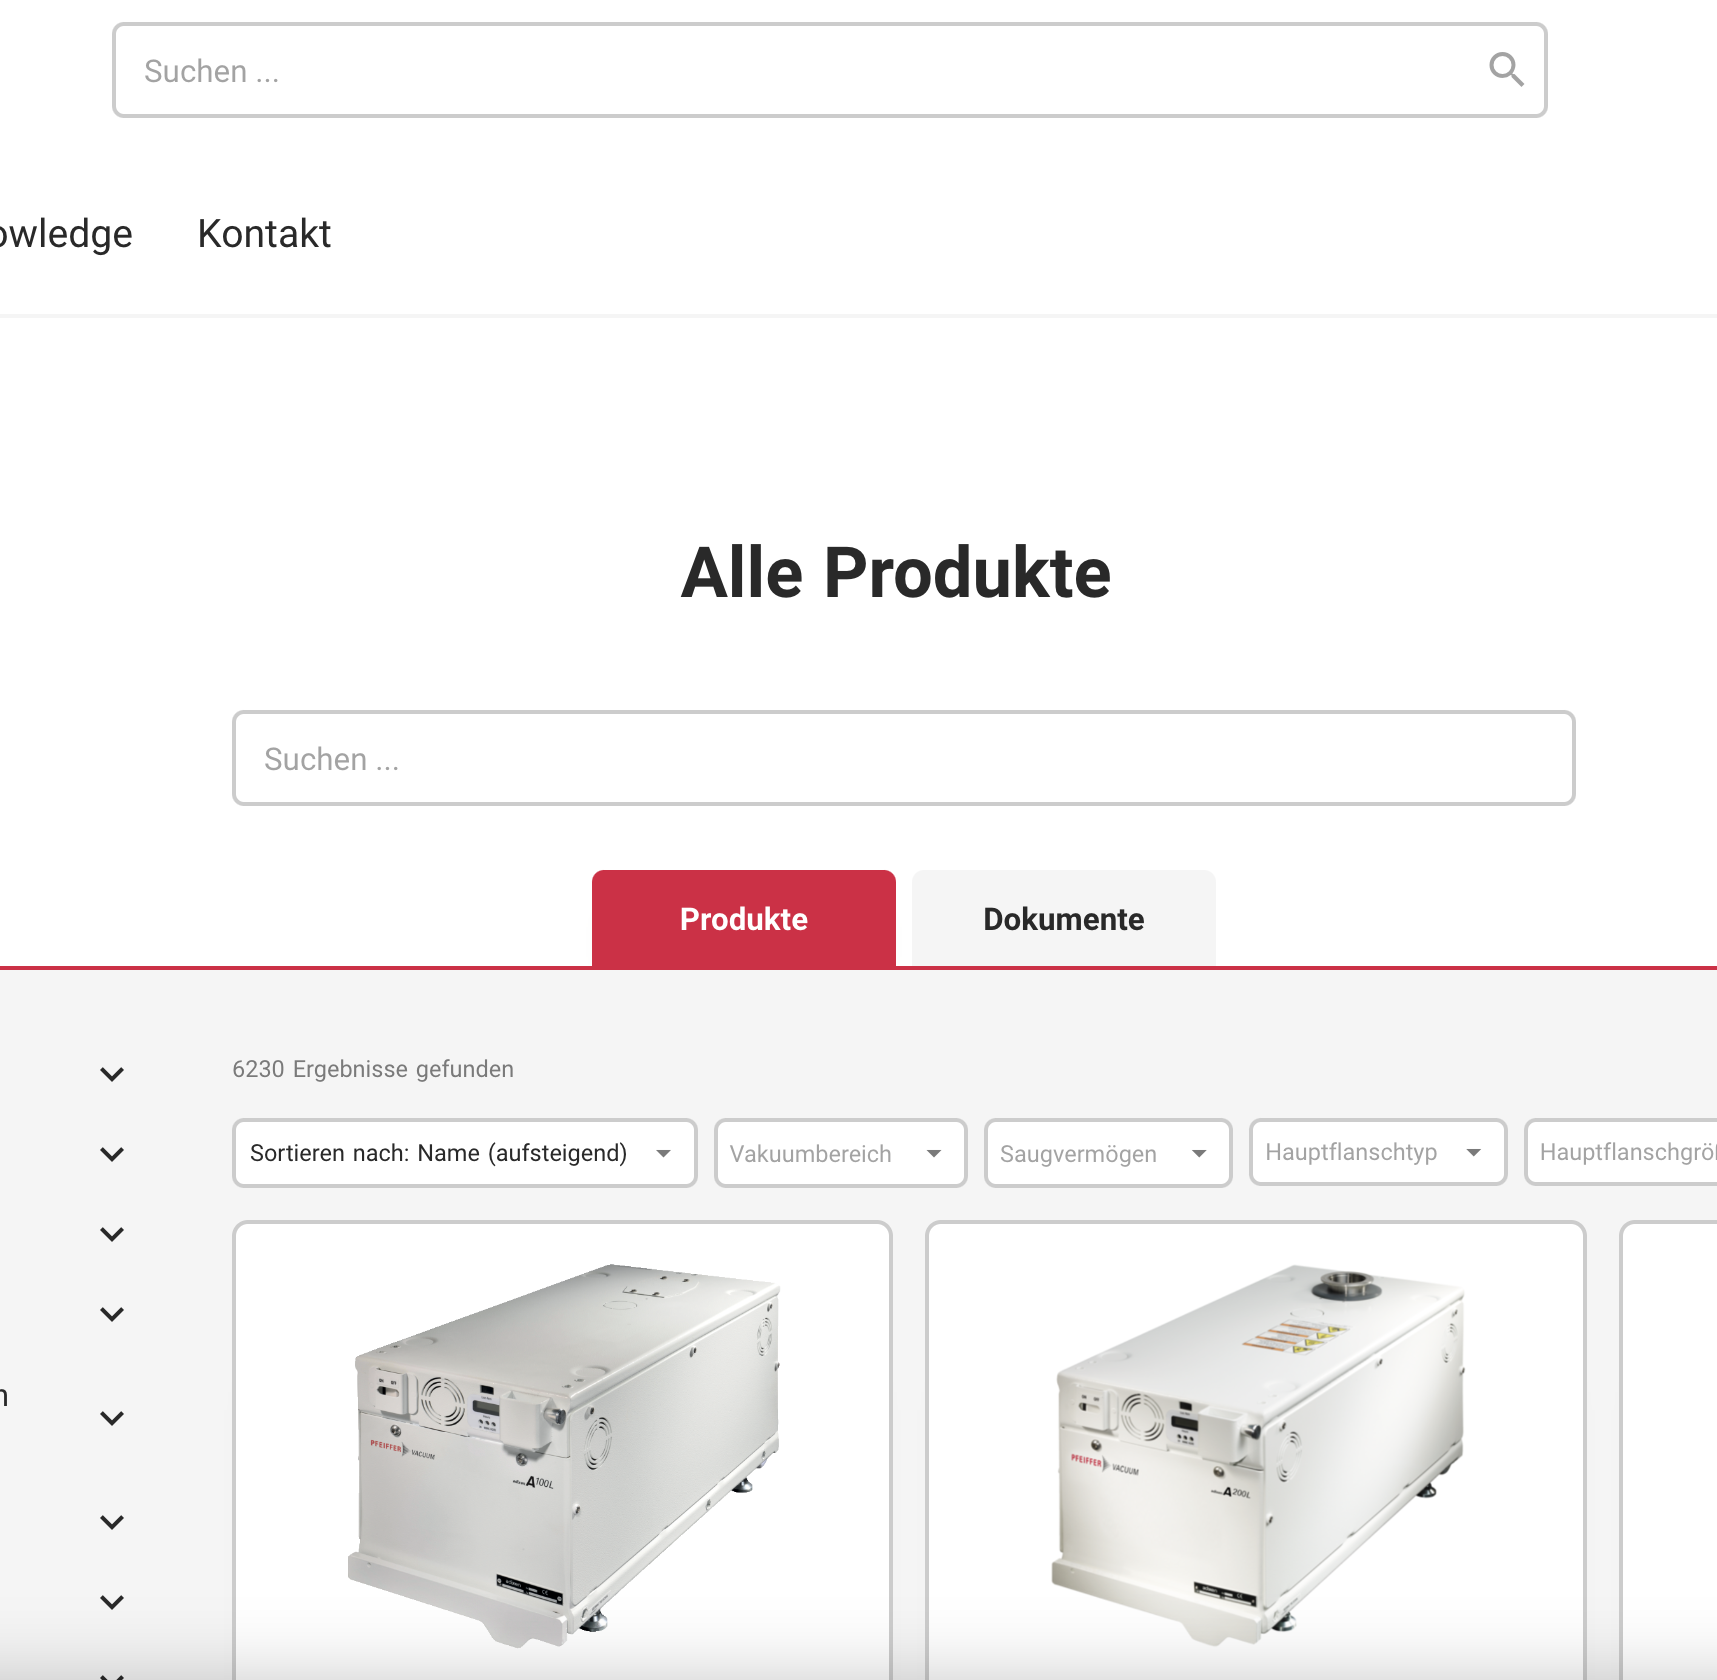 Suchen ...
owledge Kontakt
Alle Produkte
Suchen ...
Produkte Dokumente
6230 Ergebnisse gefunden
Sortieren nach: Name (aufsteigend) Vakuumbereich Saugvermögen Hauptflanschtyp Hauptflanschgrö
n
PFEIFFER VACUUM
A100L
PFEIFFER VACUUM
A200L